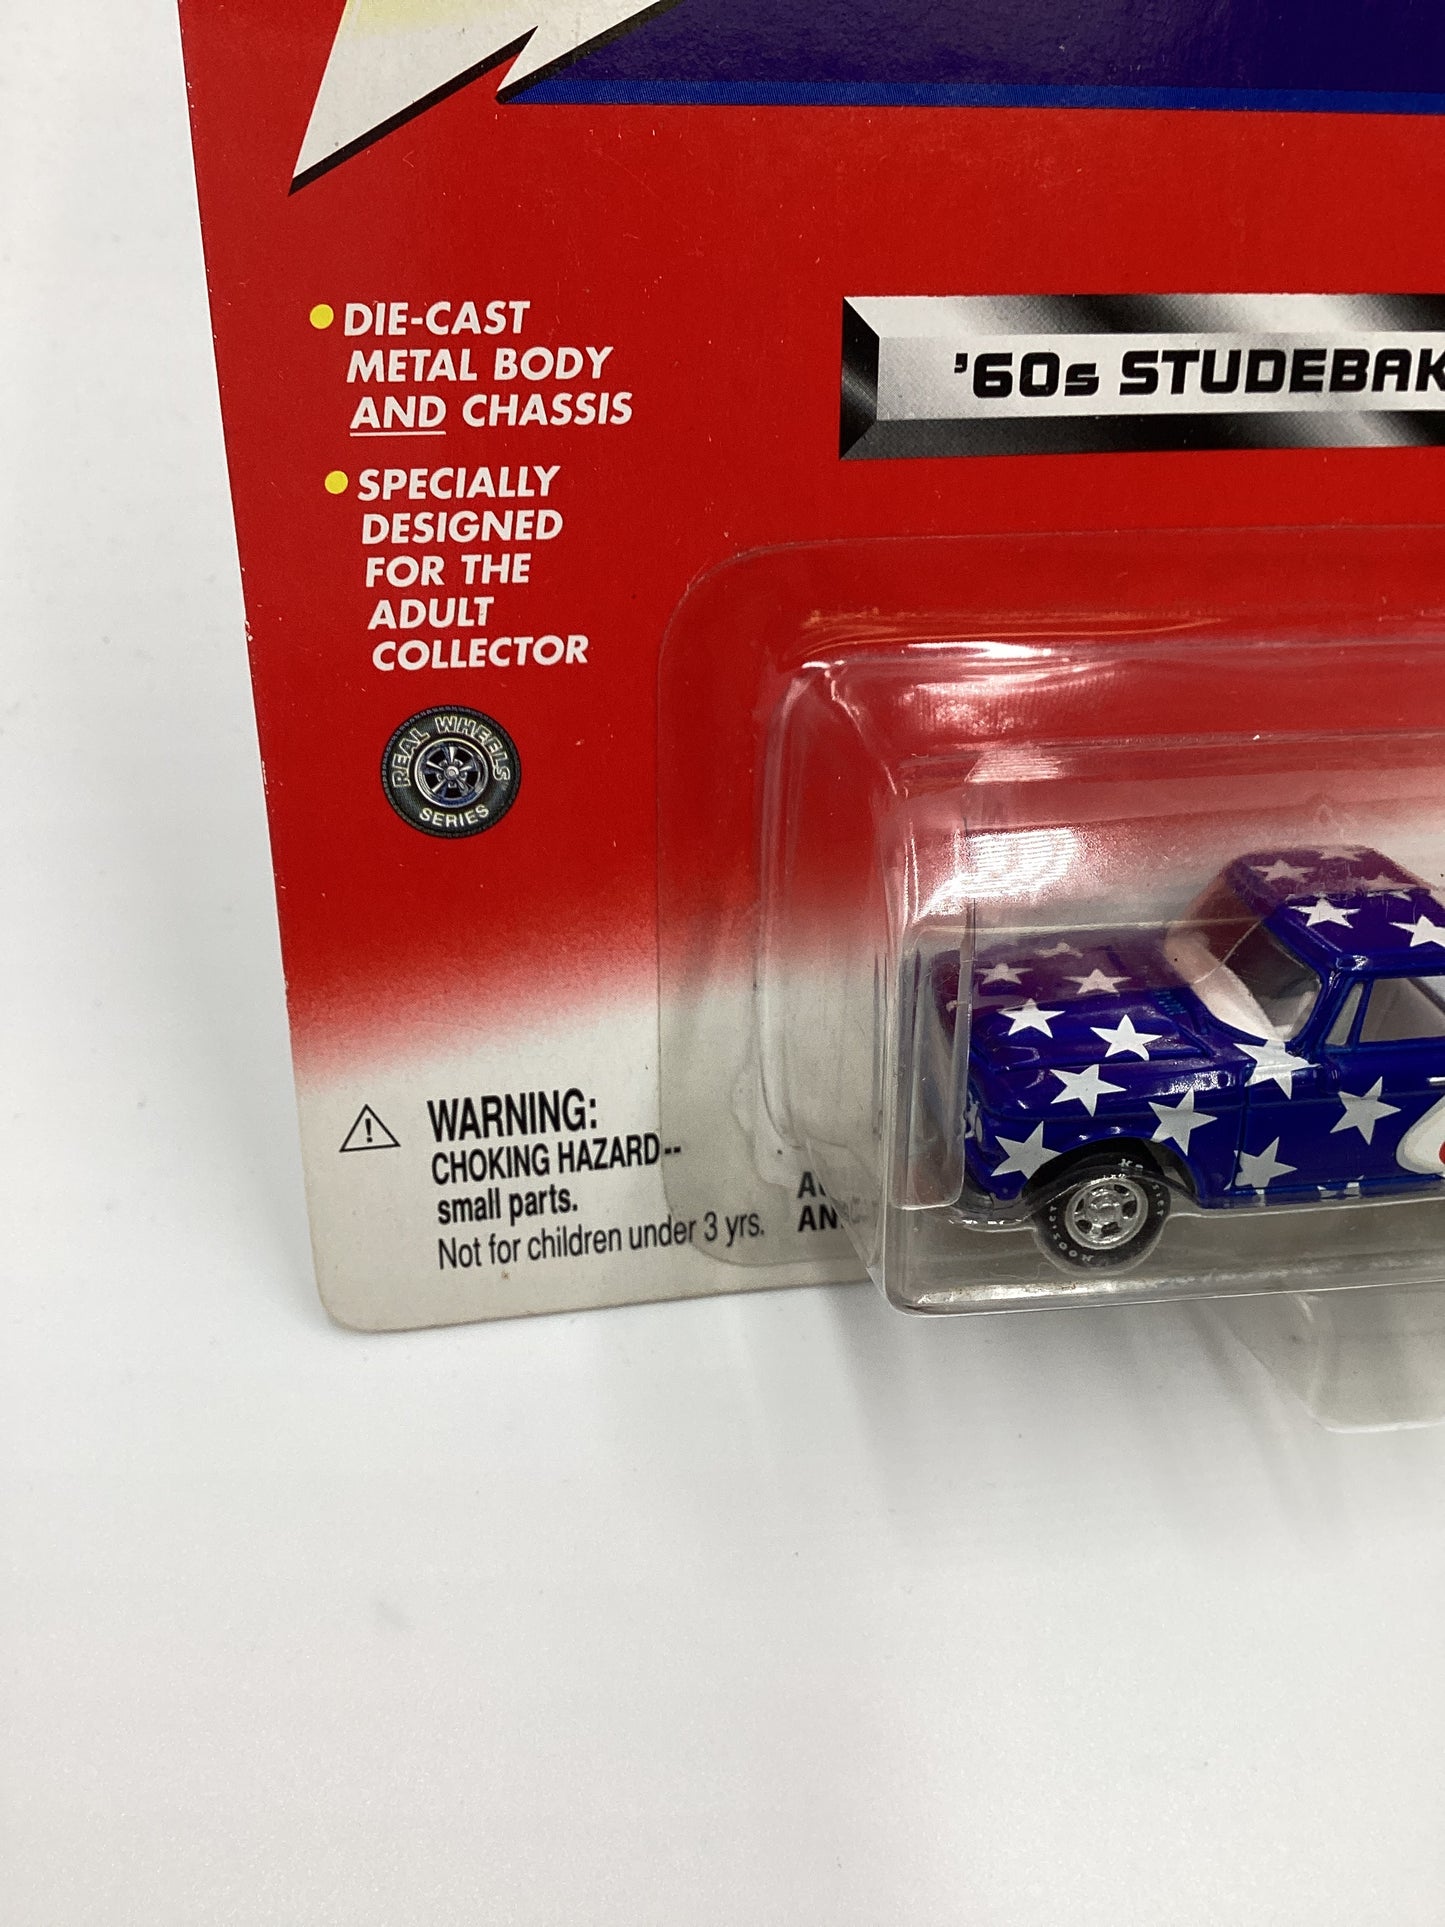 DIE-CAST
METAL BODY
AND CHASSIS
SPECIALLY
DESIGNED
FOR THE
ADULT
COLLECTOR
REAL WHEELS
SERIES
'60s STUDEBAK
WARNING:
CHOKING HAZARD--
small parts.
Not for children under 3 yrs.